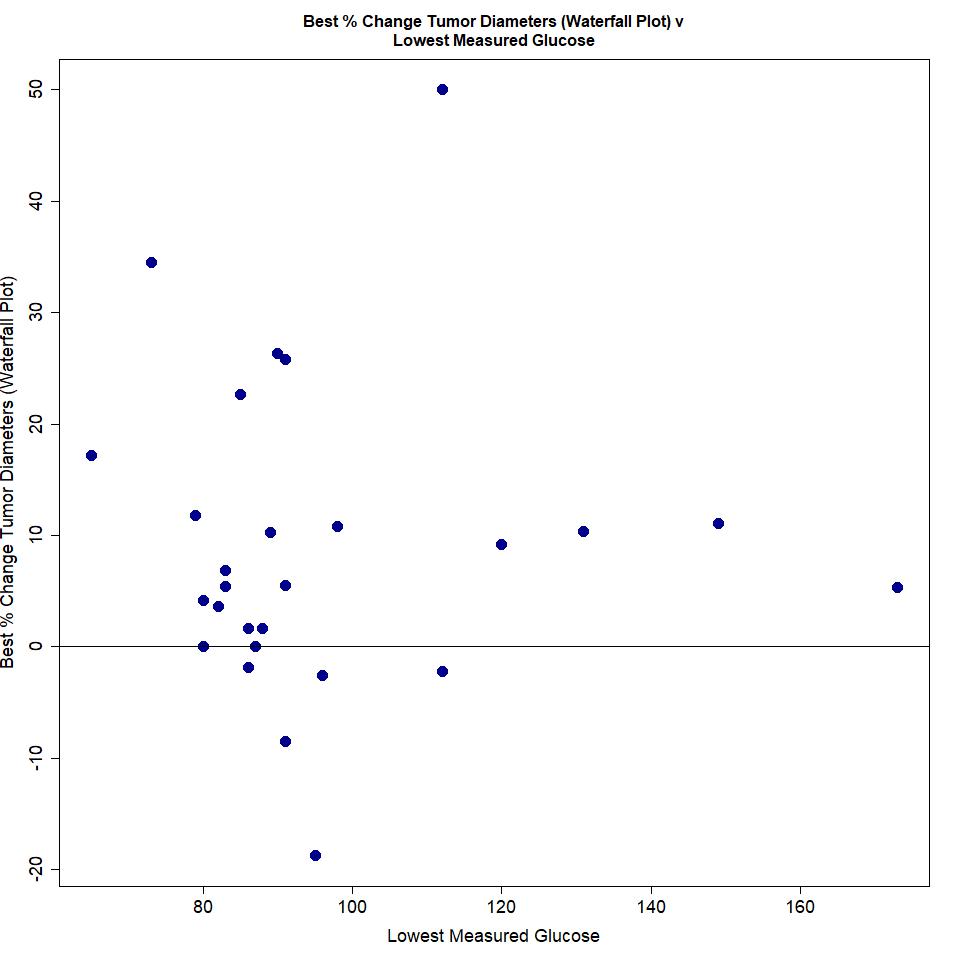 Best % Change Tumor Diameters (Waterfall Plot) v
Lowest Measured Glucose
Best % Change Tumor Diameters (Waterfall Plot)
50
40
30
20
10
0
-10
-20
80 100 120 140 160
Lowest Measured Glucose